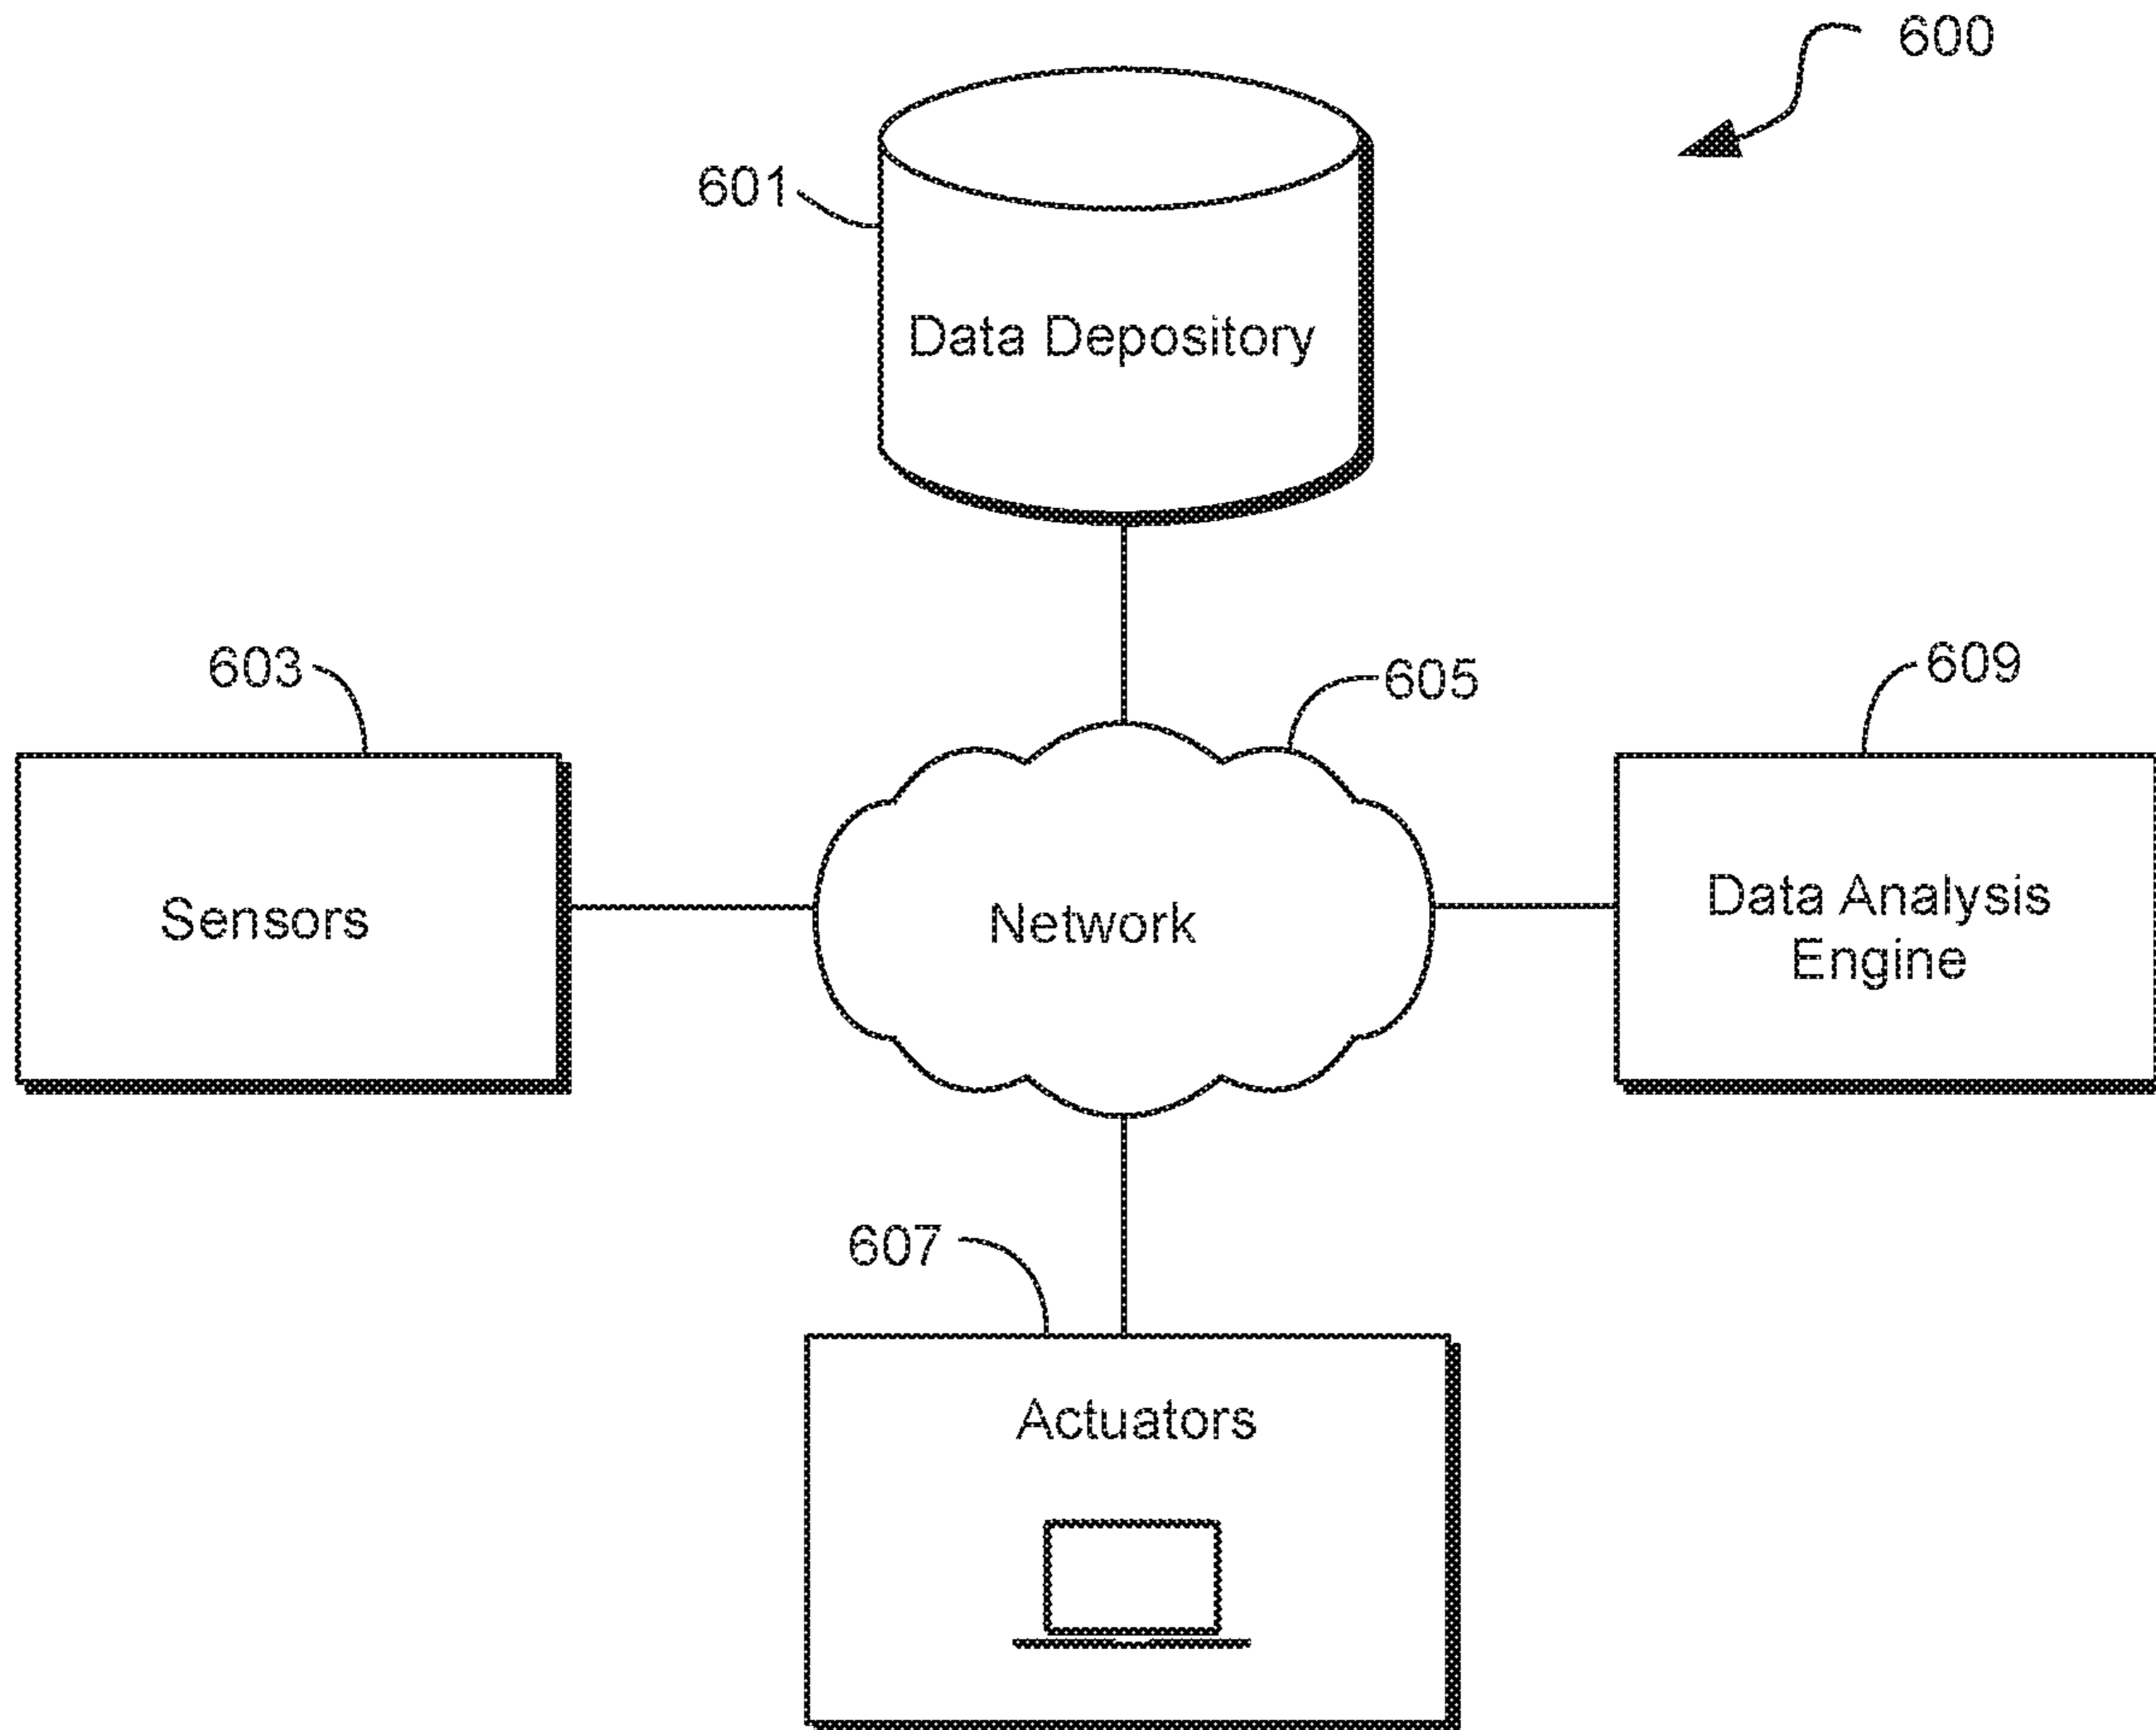 600
601
Data Depository
603
605
609
Sensors
Network
Data Analysis
Engine
607
Actuators